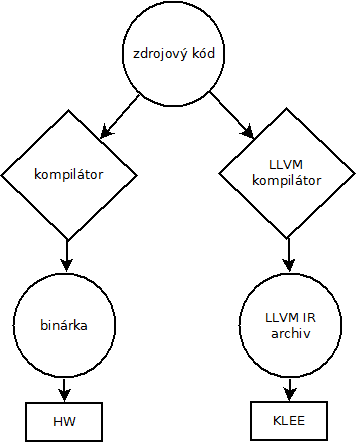 zdrojový kód
kompilátor
LLVM
kompilátor
binárka
LLVM IR
archiv
HW
KLEE